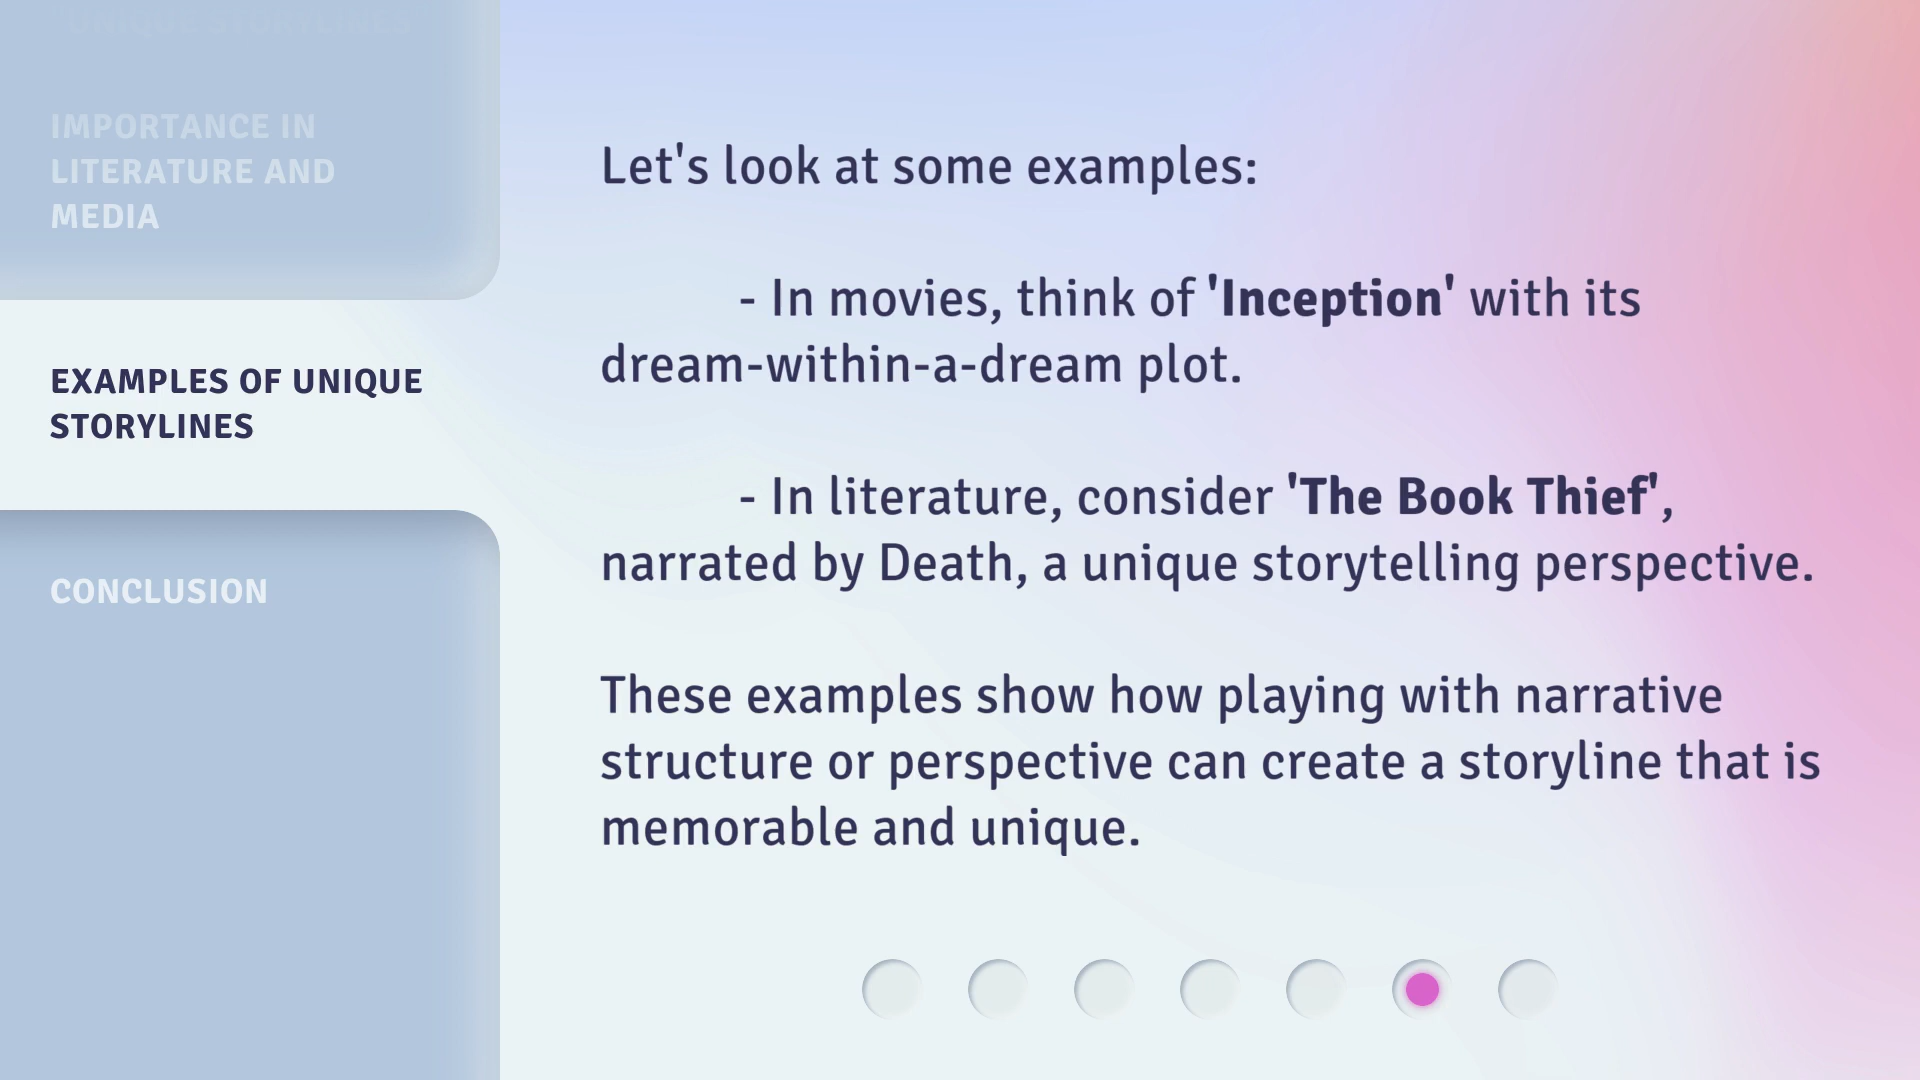 "UNIQUE STORYLINES"
IMPORTANCE IN
LITERATURE AND
MEDIA
EXAMPLES OF UNIQUE
STORYLINES
CONCLUSION
Let's look at some examples:
- In movies, think of 'Inception' with its
dream-within-a-dream plot.
- In literature, consider 'The Book Thief',
narrated by Death, a unique storytelling perspective.
These examples show how playing with narrative
structure or perspective can create a storyline that is
memorable and unique.